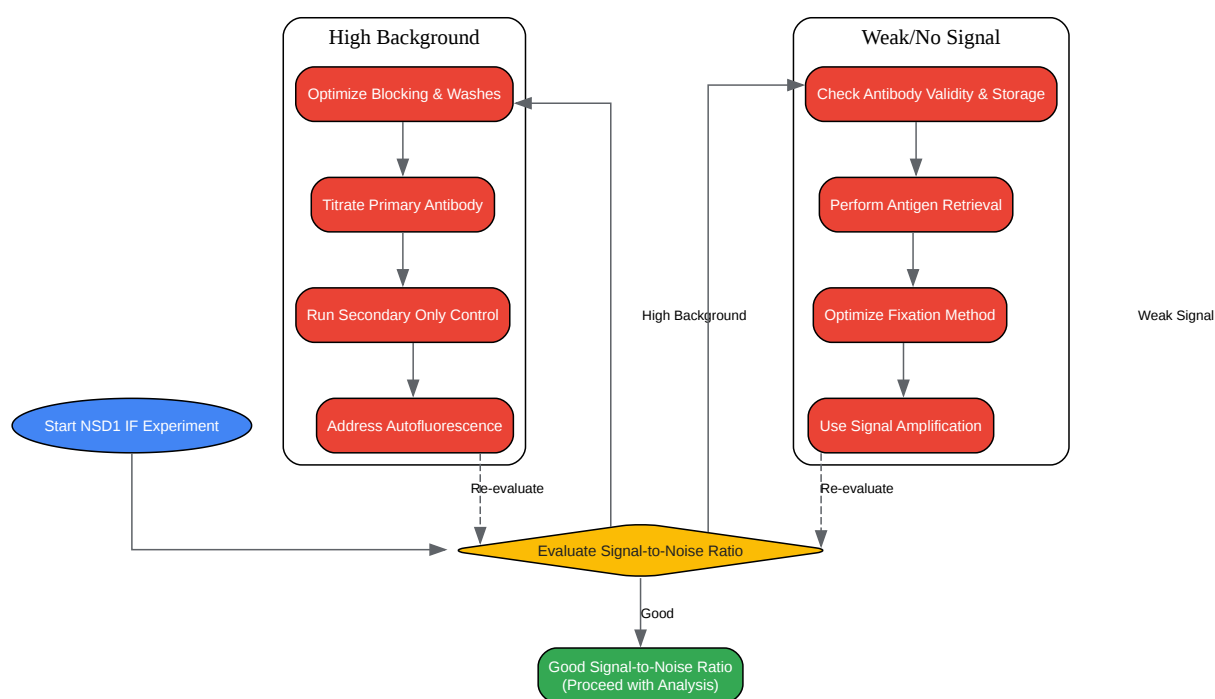 High Background
Optimize Blocking & Washes
Titrate Primary Antibody
Run Secondary Only Control
Address Autofluorescence
Re-evaluate
Weak/No Signal
Check Antibody Validity & Storage
Perform Antigen Retrieval
Optimize Fixation Method
Use Signal Amplification
Re-evaluate
High Background
Weak Signal
Start NSD1 IF Experiment
Evaluate Signal-to-Noise Ratio
Good
Good Signal-to-Noise Ratio
(Proceed with Analysis)